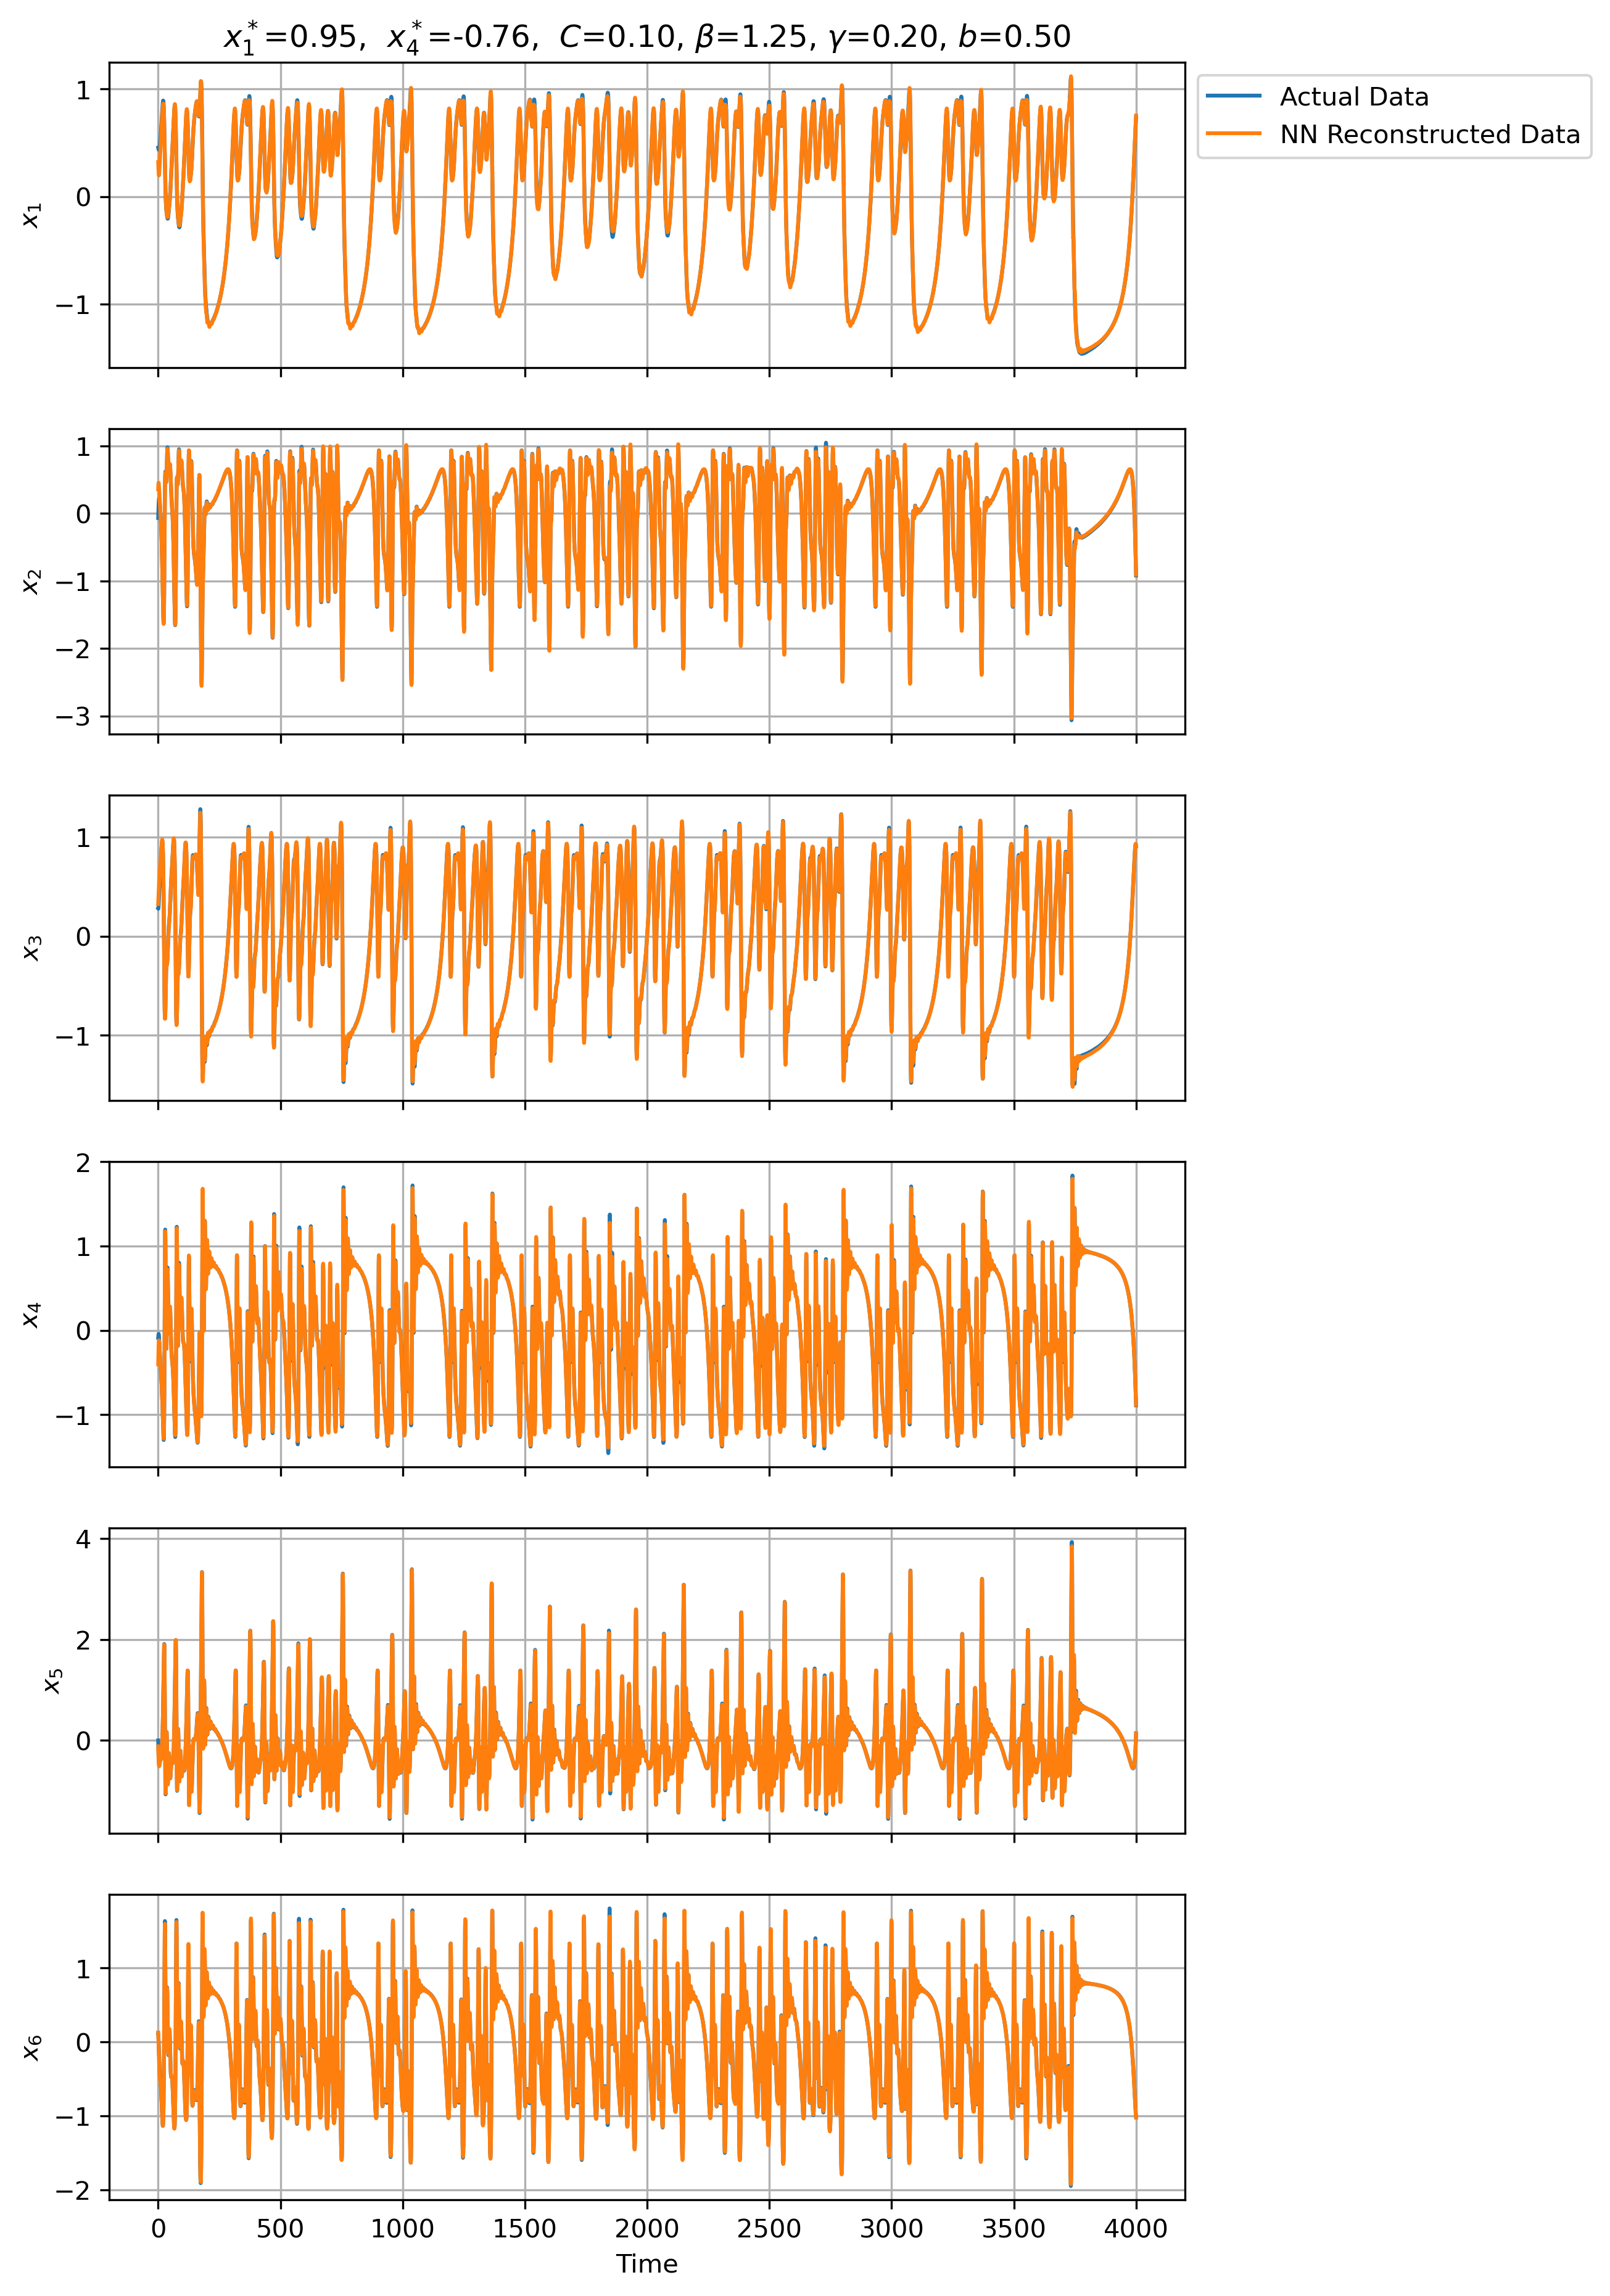 x₁*=0.95, x₄*=-0.76, C=0.10, β=1.25, γ=0.20, b=0.50
Actual Data
NN Reconstructed Data
1
0
−1
x₁
1
0
−1
−2
−3
x₂
1
0
−1
x₃
2
1
0
−1
x₄
4
2
0
x₅
1
0
−1
−2
x₆
0 500 1000 1500 2000 2500 3000 3500 4000
Time